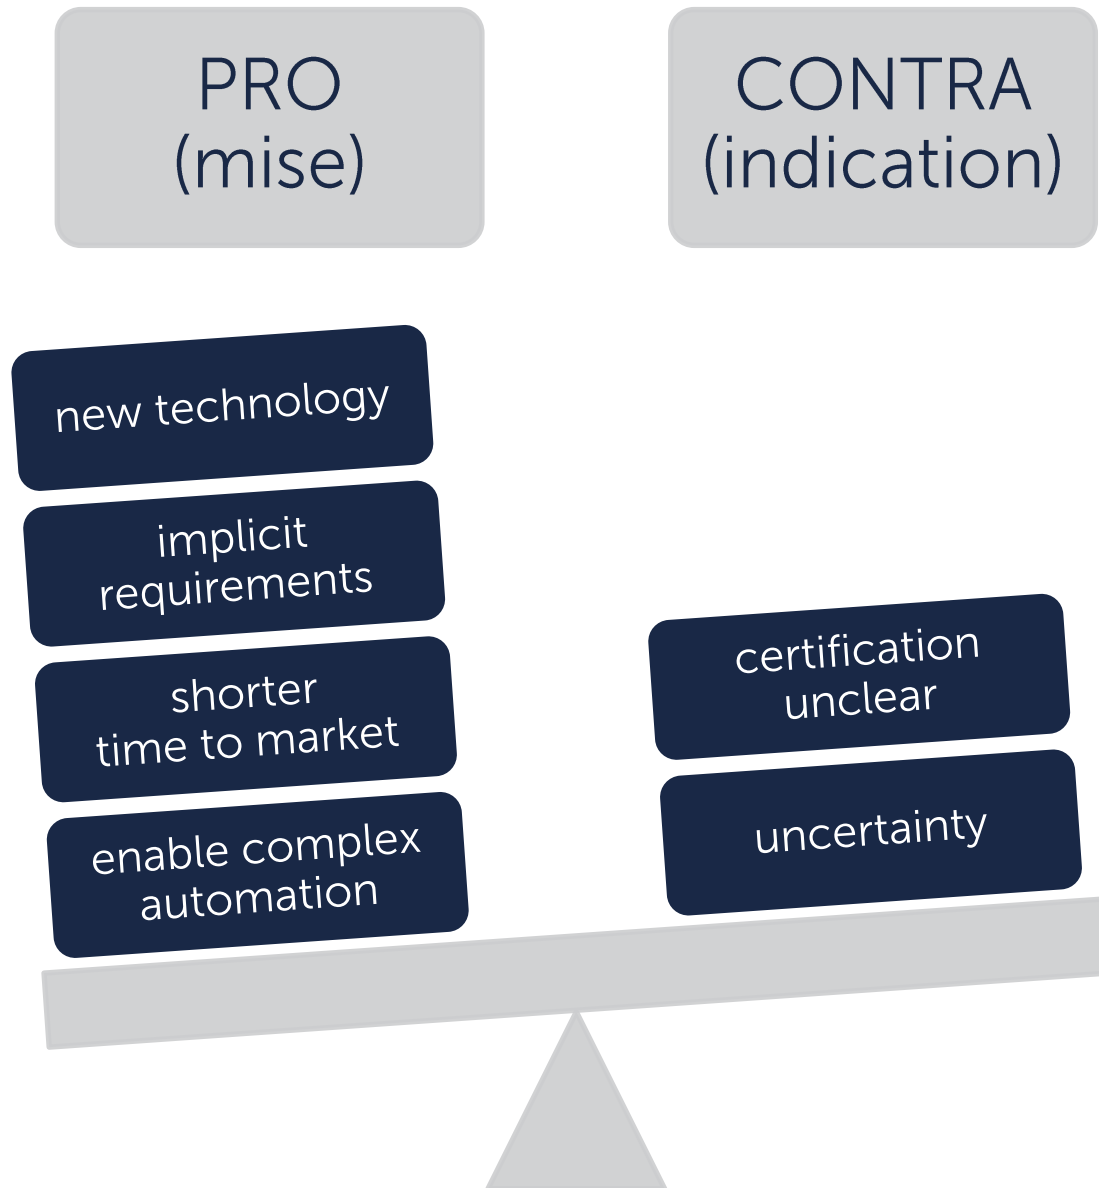 PRO
(mise)
CONTRA
(indication)
new technology
implicit
requirements
shorter
time to market
enable complex
automation
certification
unclear
uncertainty